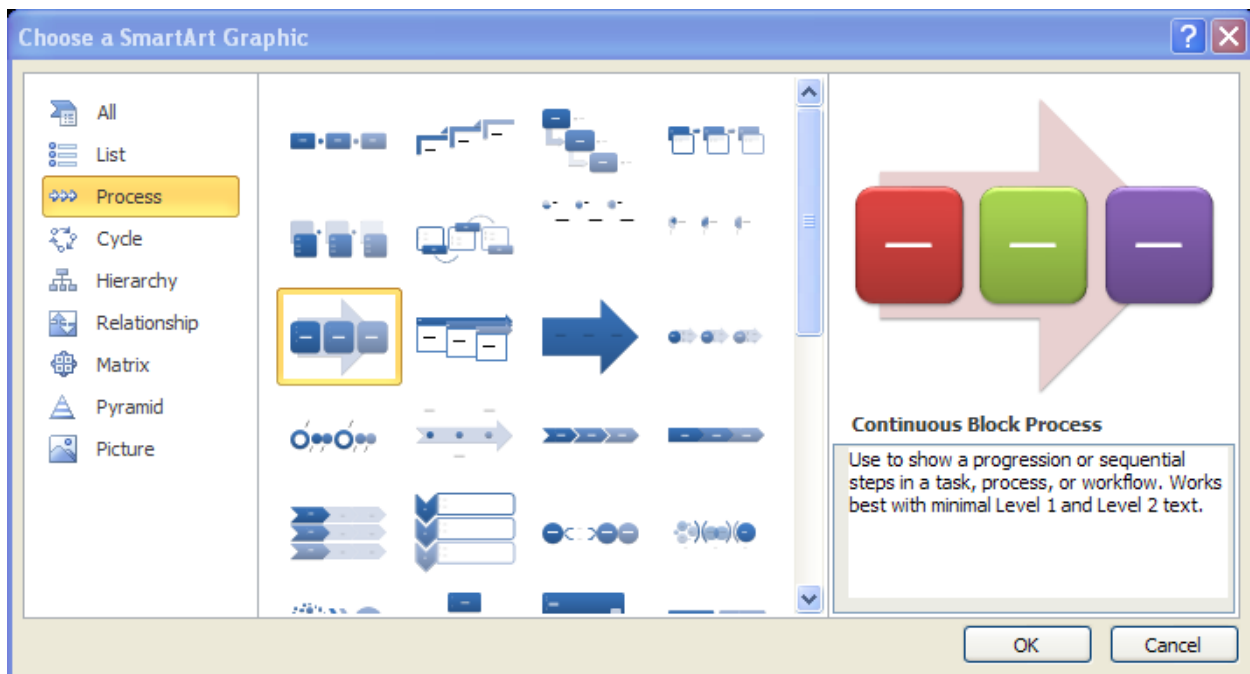 Choose a SmartArt Graphic
All
List
Process
Cycle
Hierarchy
Relationship
Matrix
Pyramid
Picture
Continuous Block Process
Use to show a progression or sequential
steps in a task, process, or workflow. Works
best with minimal Level 1 and Level 2 text.
OK
Cancel